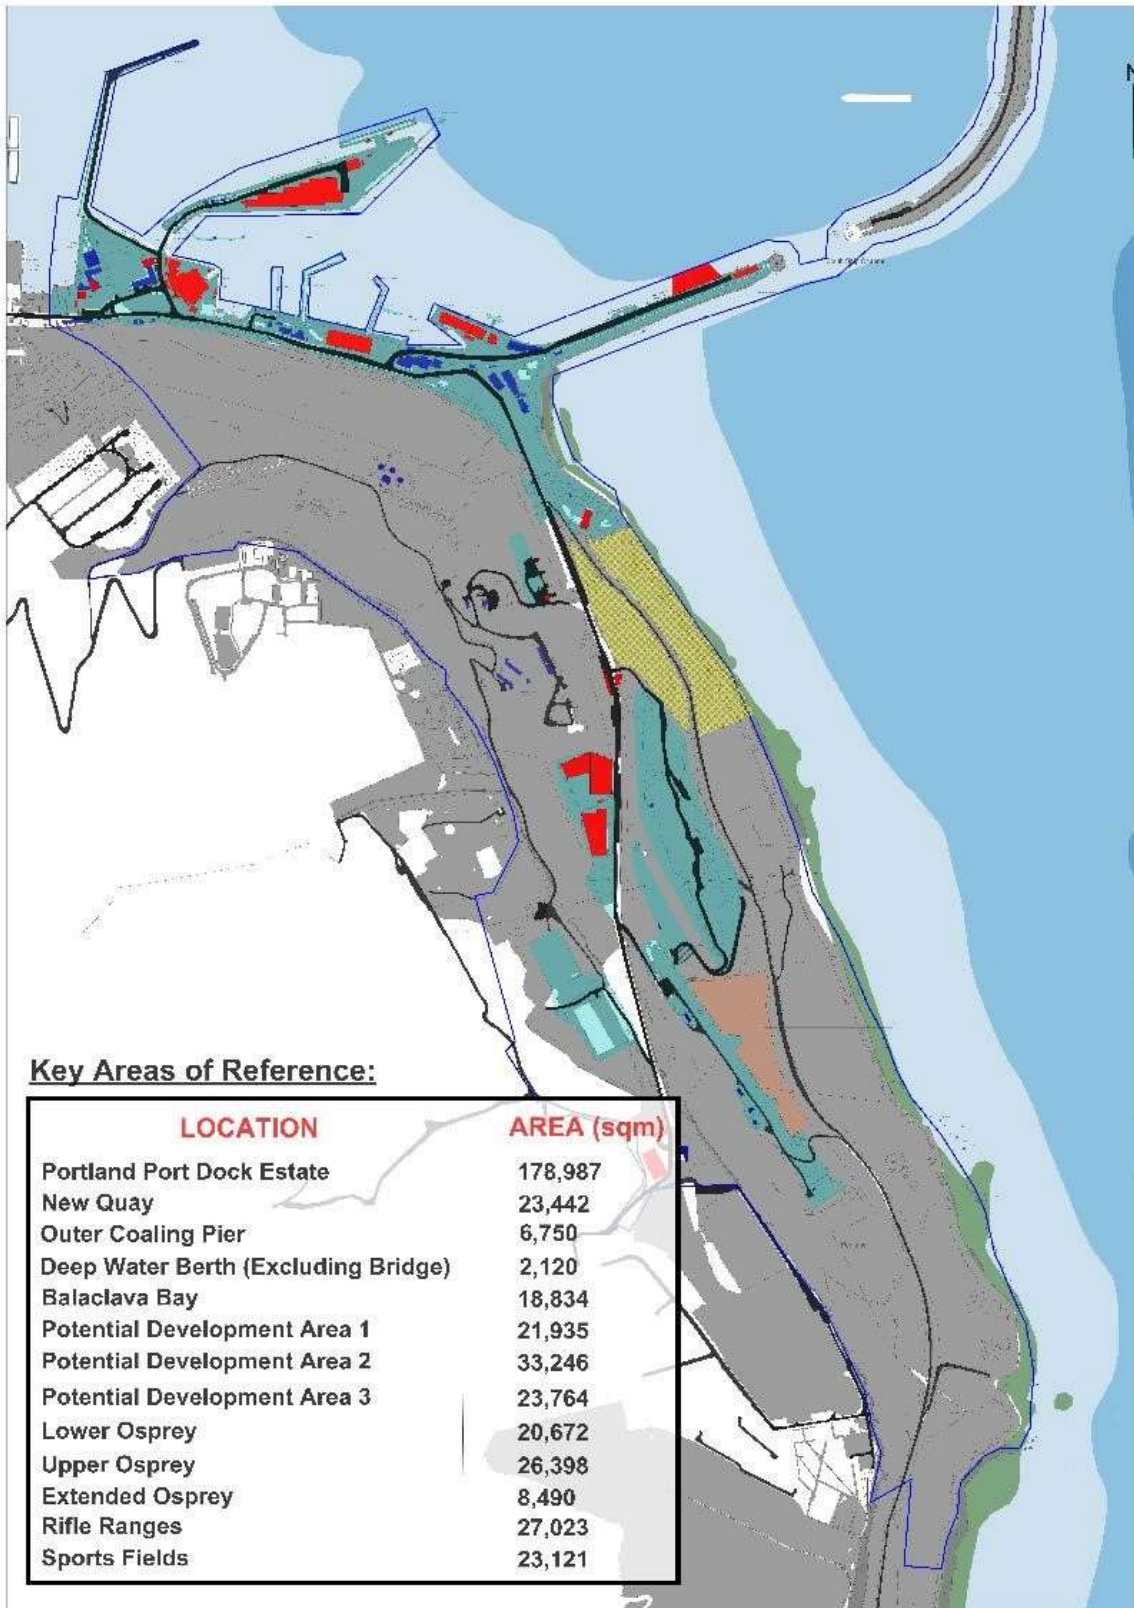 N
Key Areas of Reference:
LOCATION AREA (sqm)
Portland Port Dock Estate 178,987
New Quay 23,442
Outer Coaling Pier 6,750
Deep Water Berth (Excluding Bridge) 2,120
Balaclava Bay 18,834
Potential Development Area 1 21,935
Potential Development Area 2 33,246
Potential Development Area 3 23,764
Lower Osprey 20,672
Upper Osprey 26,398
Extended Osprey 8,490
Rifle Ranges 27,023
Sports Fields 23,121